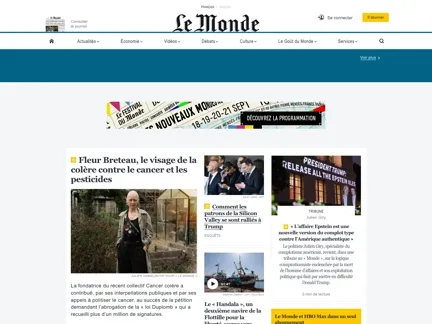 Français
Consulter
le journal
Le Monde
Se connecter
S'abonner
Actualités
Économie
Vidéos
Débats
Culture
Le Goût du Monde
Services
Voir plus
Le FESTIVAL
DU Monde
NOUVEAUX MONDES
18-19-20-21 SEPT.
DÉCOUVREZ LA PROGRAMMATION
Fleur Breteau, le visage de la
colère contre le cancer et les
pesticides
La fondatrice du récent collectif Cancer colère a
contribué, par ses interpellations publiques et par ses
appels à politiser le cancer, au succès de la pétition
demandant l'abrogation de la « loi Duplomb » qui a
recueilli plus d'un million de signatures.
Comment les
patrons de la Silicon
Valley se sont ralliés à
Trump
ENQUÊTE
Le « Handala », un
deuxième navire de la
Flottille pour la
PRESIDENT TRUMP:
RELEASE ALL THE EPSTEIN FILES
TRIBUNE
« L'affaire Epstein est une
nouvelle version du complot type
contre l'Amérique authentique »
Donald Trump.
5 min de lecture
Le Monde et HBO Max dans un seul
abonnement